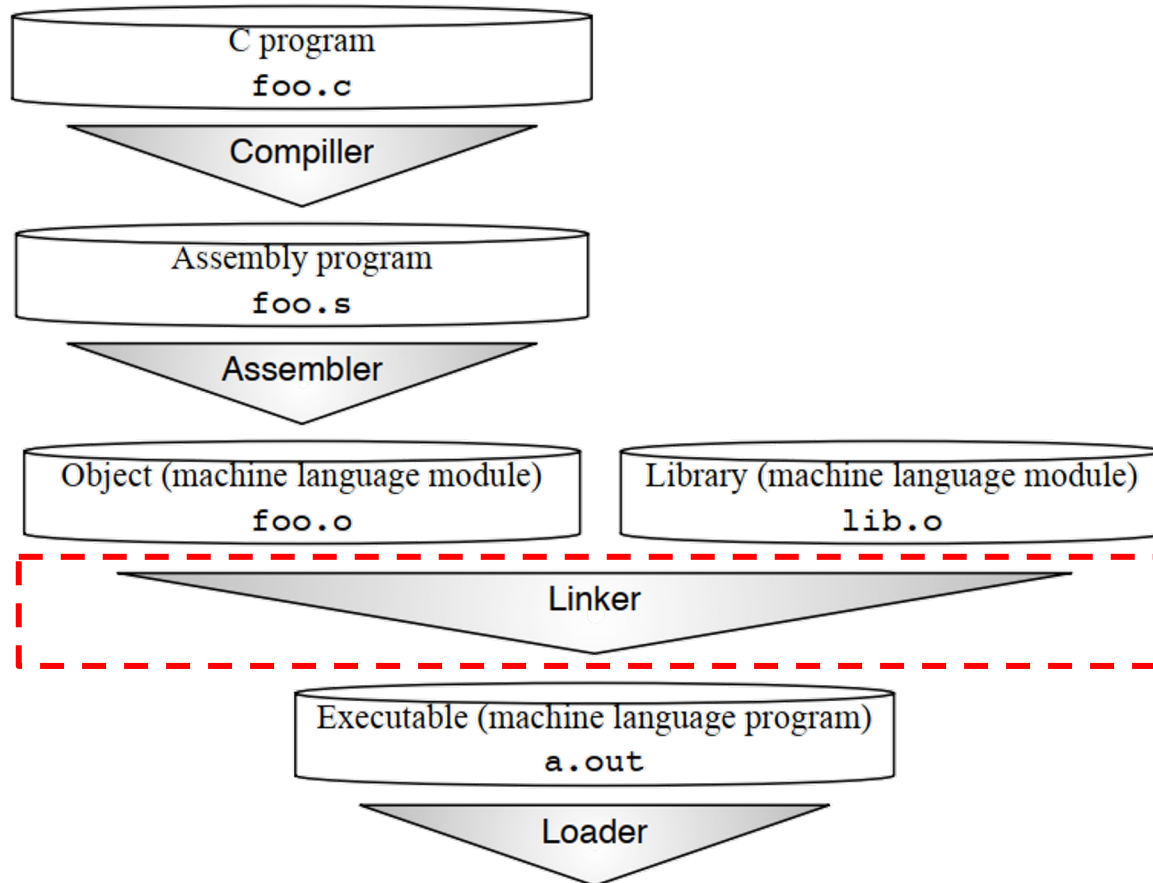 C program
foo.c
Compiller
Assembly program
foo.s
Assembler
Object (machine language module)
foo.o
Library (machine language module)
lib.o
Linker
Executable (machine language program)
a.out
Loader